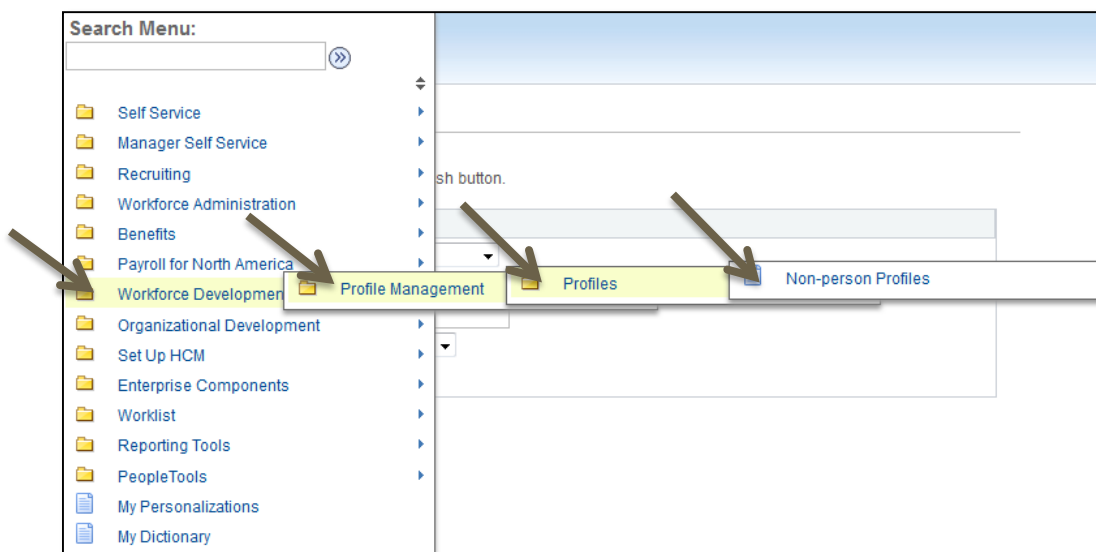 Search Menu:
Self Service
Manager Self Service
Recruiting
sh button.
Workforce Administration
Benefits
Payroll for North America
Workforce Developmen
Profile Management
Profiles
Non-person Profiles
Organizational Development
Set Up HCM
Enterprise Components
Worklist
Reporting Tools
PeopleTools
My Personalizations
My Dictionary